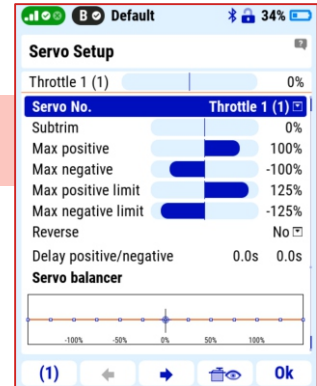 B Default 34%
Servo Setup
Throttle 1 (1) 0%
Servo No. Throttle 1 (1)
Subtrim 0%
Max positive 100%
Max negative -100%
Max positive limit 125%
Max negative limit -125%
Reverse No
Delay positive/negative 0.0s 0.0s
Servo balancer
-100% -50% 0% 50% 100%
(1) Ok